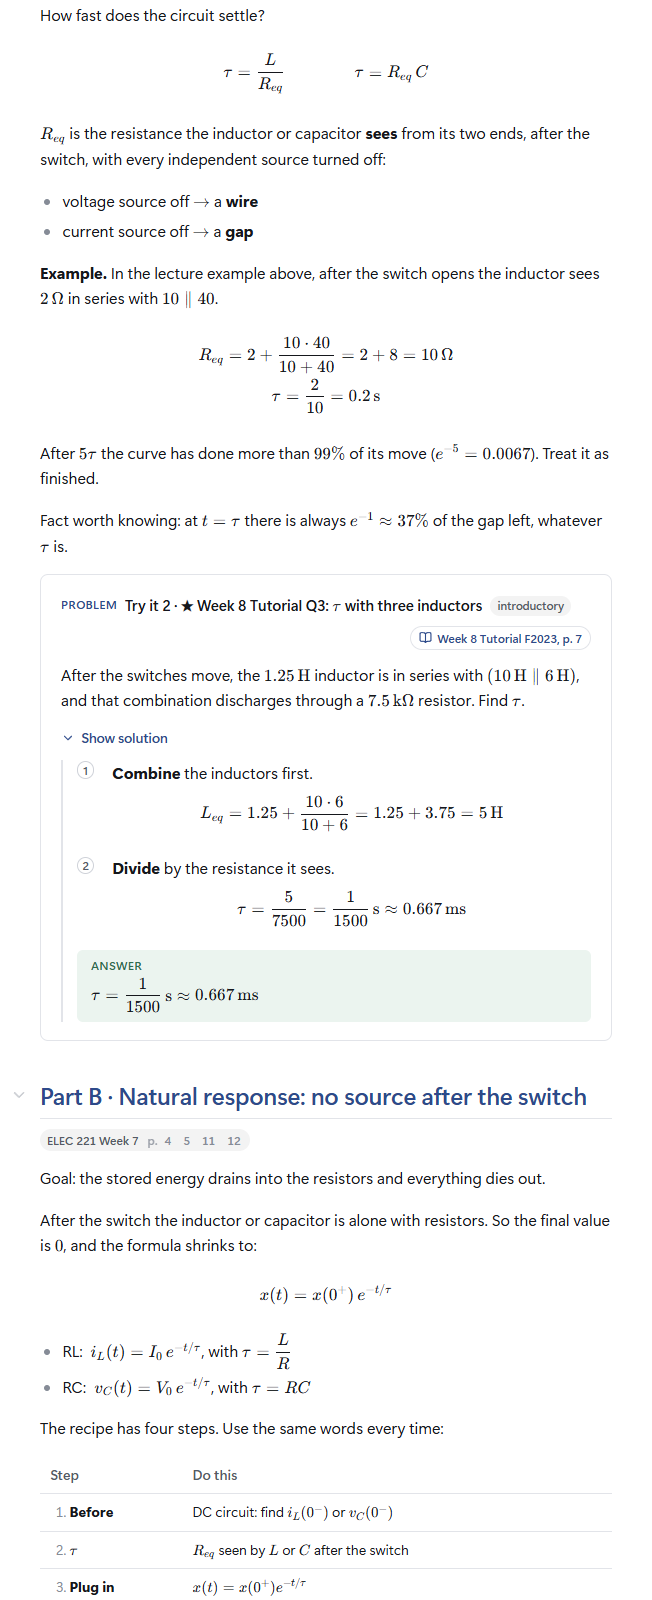 How fast does the circuit settle?
τ = L/R_eq    τ = R_eq C
R_eq is the resistance the inductor or capacitor sees from its two ends, after the
switch, with every independent source turned off:
• voltage source off → a wire
• current source off → a gap
Example. In the lecture example above, after the switch opens the inductor sees
2 Ω in series with 10 ∥ 40.
R_eq = 2 + (10 · 40)/(10 + 40) = 2 + 8 = 10 Ω
τ = 2/10 = 0.2 s
After 5τ the curve has done more than 99% of its move (e^−5 = 0.0067). Treat it as
finished.
Fact worth knowing: at t = τ there is always e^−1 ≈ 37% of the gap left, whatever
τ is.
PROBLEM Try it 2 · ★ Week 8 Tutorial Q3: τ with three inductors introductory
Week 8 Tutorial F2023, p. 7
After the switches move, the 1.25 H inductor is in series with (10 H ∥ 6 H),
and that combination discharges through a 7.5 kΩ resistor. Find τ.
Show solution
1 Combine the inductors first.
L_eq = 1.25 + (10 · 6)/(10 + 6) = 1.25 + 3.75 = 5 H
2 Divide by the resistance it sees.
τ = 5/7500 = 1/1500 s ≈ 0.667 ms
ANSWER
τ = 1/1500 s ≈ 0.667 ms
Part B · Natural response: no source after the switch
ELEC 221 Week 7 p. 4 5 11 12
Goal: the stored energy drains into the resistors and everything dies out.
After the switch the inductor or capacitor is alone with resistors. So the final value
is 0, and the formula shrinks to:
x(t) = x(0^+) e^−t/τ
• RL: i_L(t) = I_0 e^−t/τ, with τ = L/R
• RC: v_C(t) = V_0 e^−t/τ, with τ = RC
The recipe has four steps. Use the same words every time:
Step Do this
1. Before DC circuit: find i_L(0^−) or v_C(0^−)
2. τ R_eq seen by L or C after the switch
3. Plug in x(t) = x(0^+)e^−t/τ